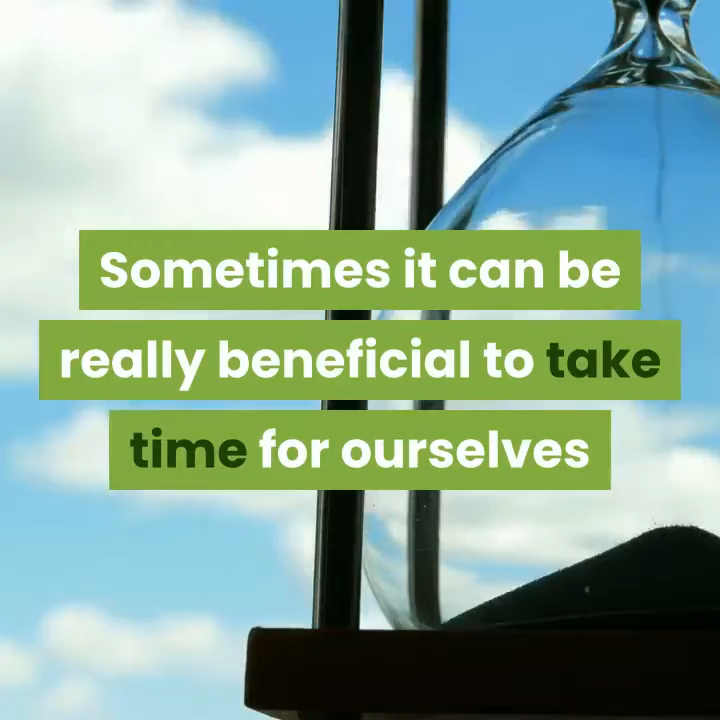 Sometimes it can be
really beneficial to take
time for ourselves